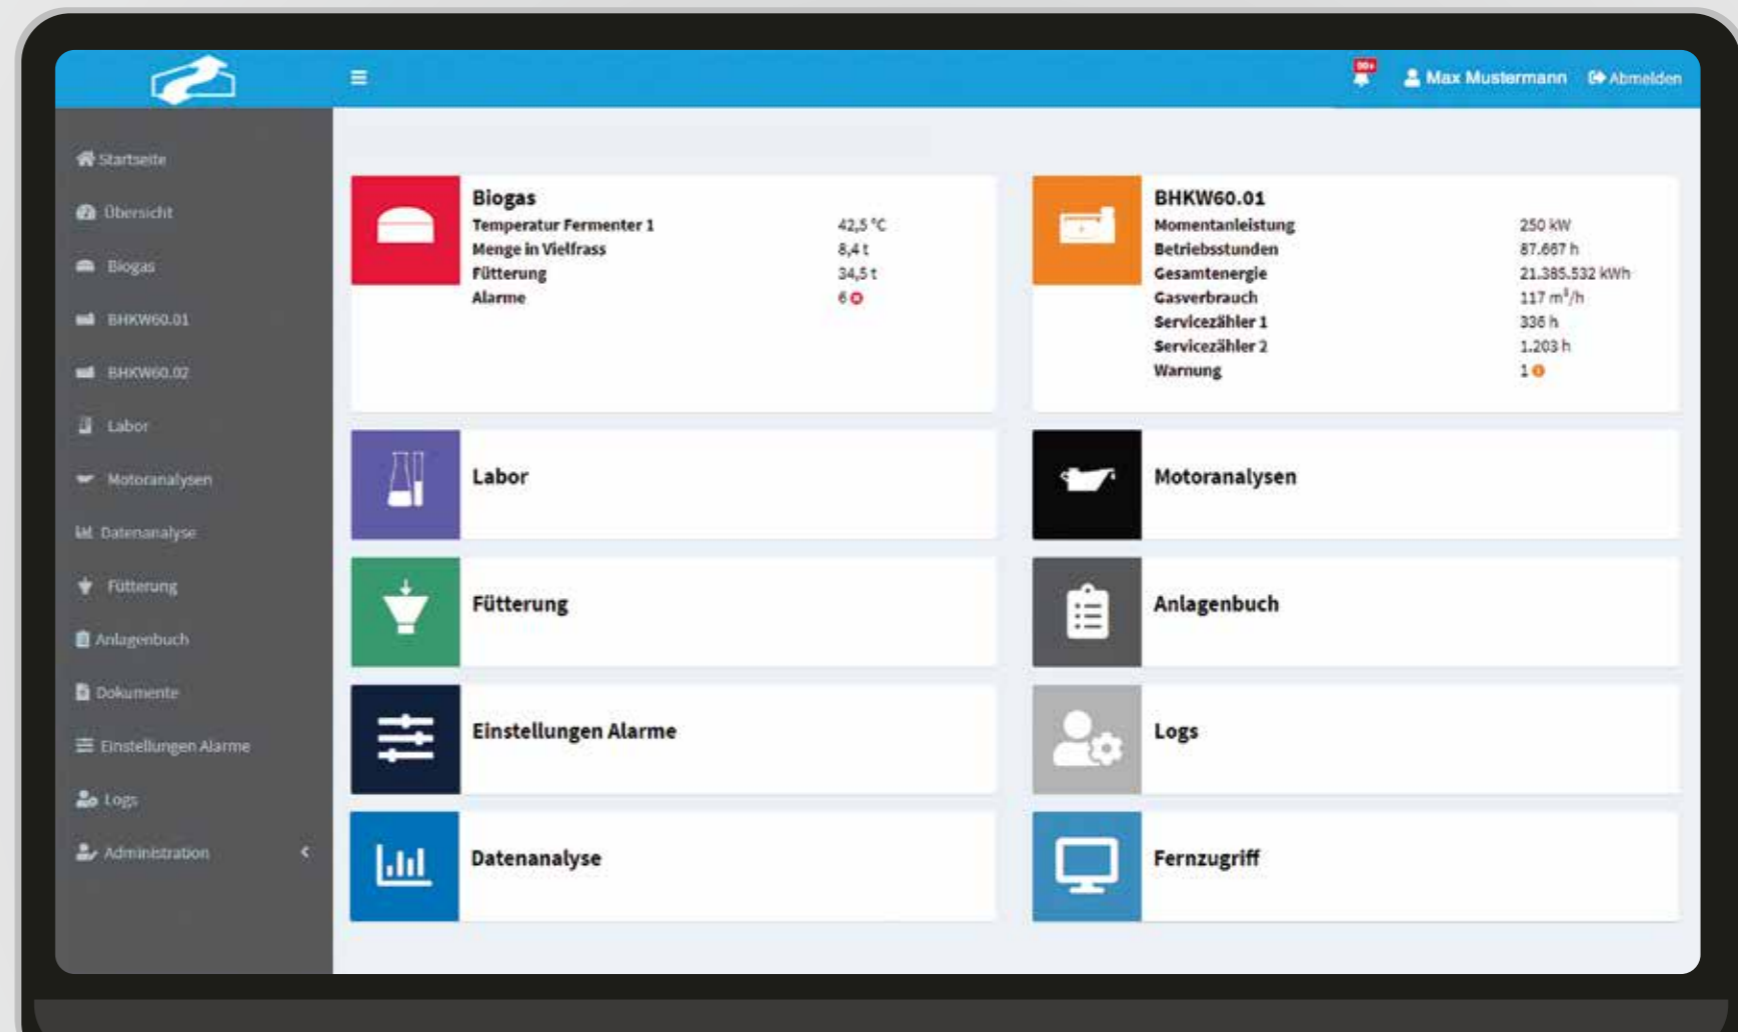 99+
Max Mustermann
Abmelden
Startseite
Übersicht
Biogas
BHKW60.01
BHKW60.02
Labor
Motoranalysen
Datenanalyse
Fütterung
Anlagenbuch
Dokumente
Einstellungen Alarme
Logs
Administration
Biogas
Temperatur Fermenter 1 42,5 °C
Menge in Vielfrass 8,4 t
Fütterung 34,5 t
Alarme 6
BHKW60.01
Momentanleistung 250 kW
Betriebsstunden 87.667 h
Gesamtenergie 21.385.532 kWh
Gasverbrauch 117 m³/h
Servicezähler 1 336 h
Servicezähler 2 1.203 h
Warnung 1
Labor
Motoranalysen
Fütterung
Anlagenbuch
Einstellungen Alarme
Logs
Datenanalyse
Fernzugriff